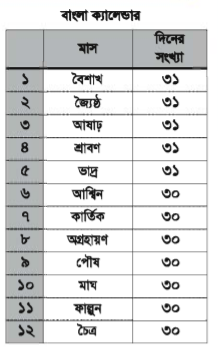 বাংলা ক্যালেন্ডার
মাস দিনের সংখ্যা
১ বৈশাখ ৩১
২ জ্যৈষ্ঠ ৩১
৩ আষাঢ় ৩১
৪ শ্রাবণ ৩১
৫ ভাদ্র ৩১
৬ আশ্বিন ৩০
৭ কার্তিক ৩০
৮ অগ্রহায়ণ ৩০
৯ পৌষ ৩০
১০ মাঘ ৩০
১১ ফাল্গুন ৩০
১২ চৈত্র ৩০